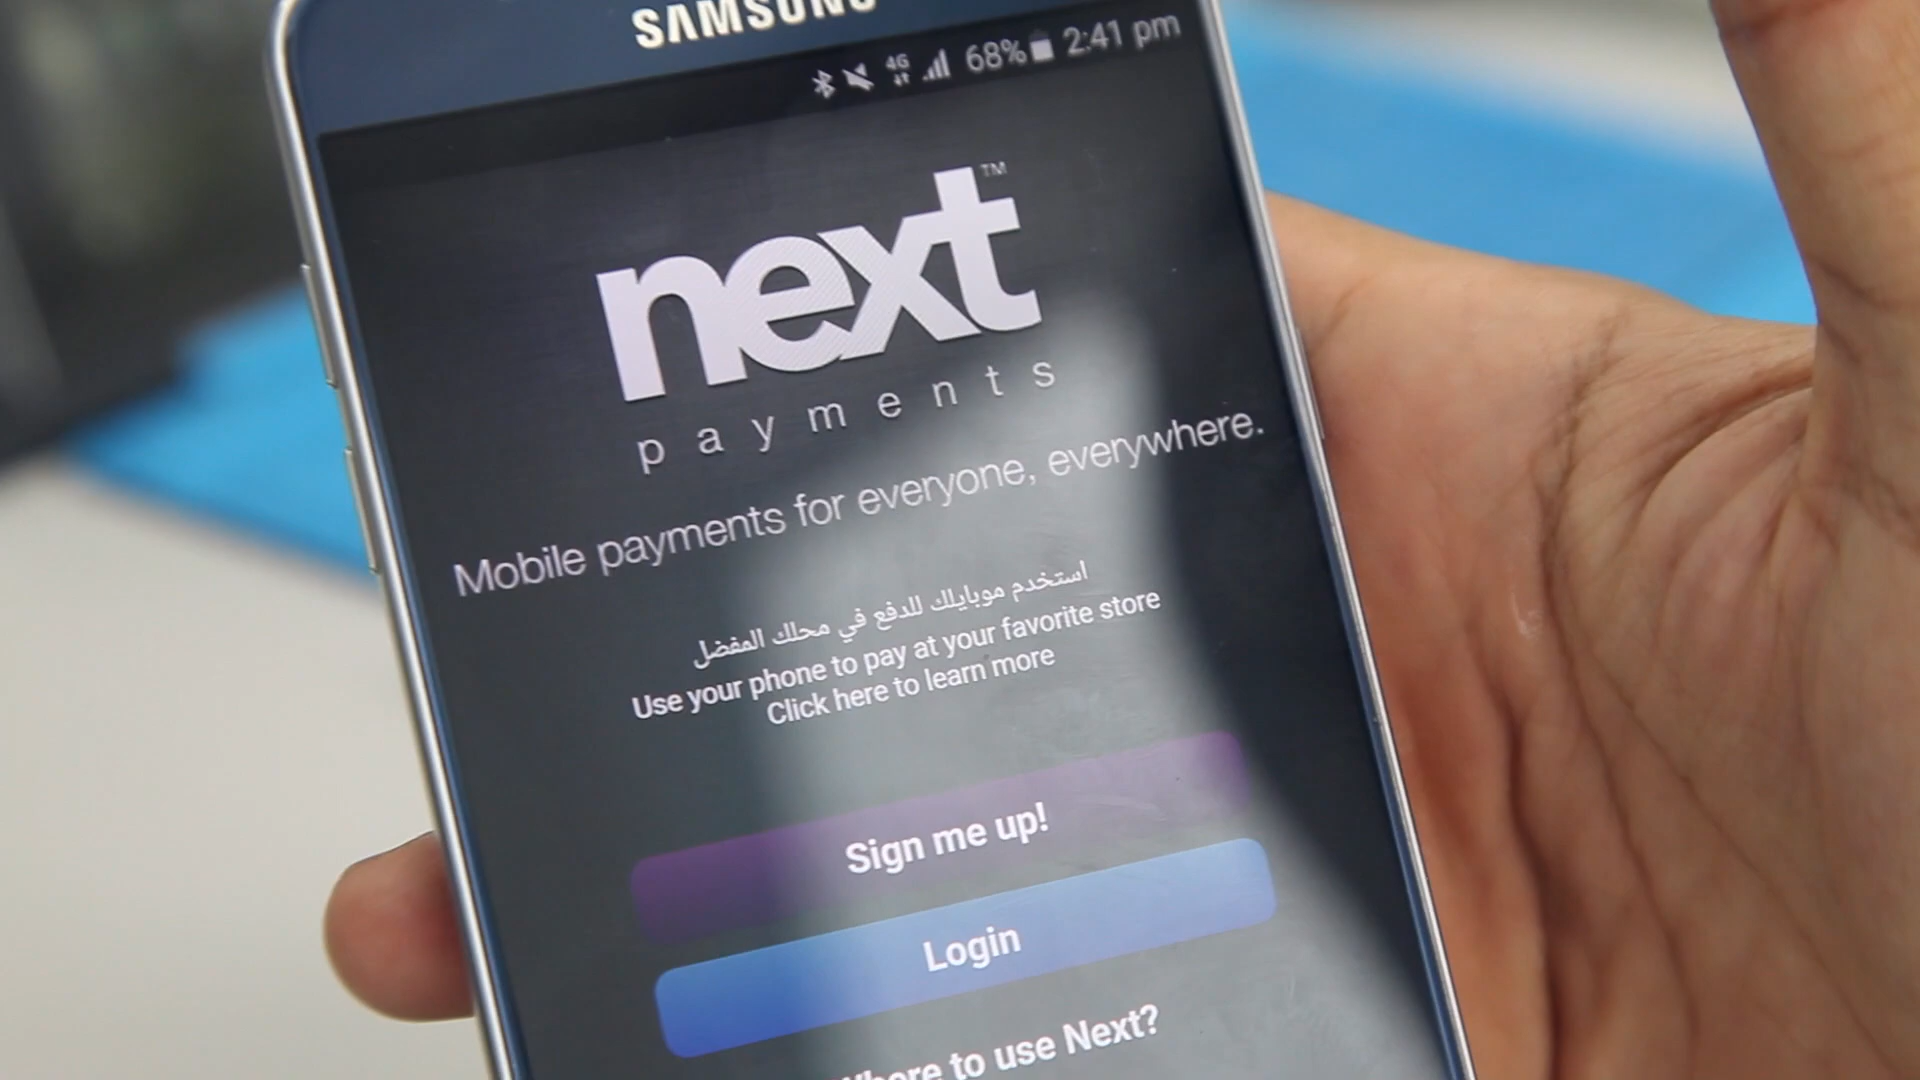 SAMSUNG
4G 68% 2:41 pm
next™
payments
Mobile payments for everyone, everywhere.
استخدم موبايلك للدفع في محلك المفضل
Use your phone to pay at your favorite store
Click here to learn more
Sign me up!
Login
Where to use Next?